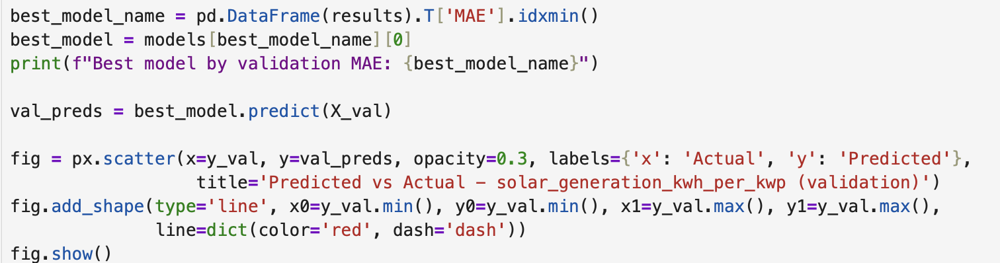 best_model_name = pd.DataFrame(results).T['MAE'].idxmin()
best_model = models[best_model_name][0]
print(f"Best model by validation MAE: {best_model_name}")

val_preds = best_model.predict(X_val)

fig = px.scatter(x=y_val, y=val_preds, opacity=0.3, labels={'x': 'Actual', 'y': 'Predicted'},
                  title='Predicted vs Actual — solar_generation_kwh_per_kwp (validation)')
fig.add_shape(type='line', x0=y_val.min(), y0=y_val.min(), x1=y_val.max(), y1=y_val.max(),
              line=dict(color='red', dash='dash'))
fig.show()